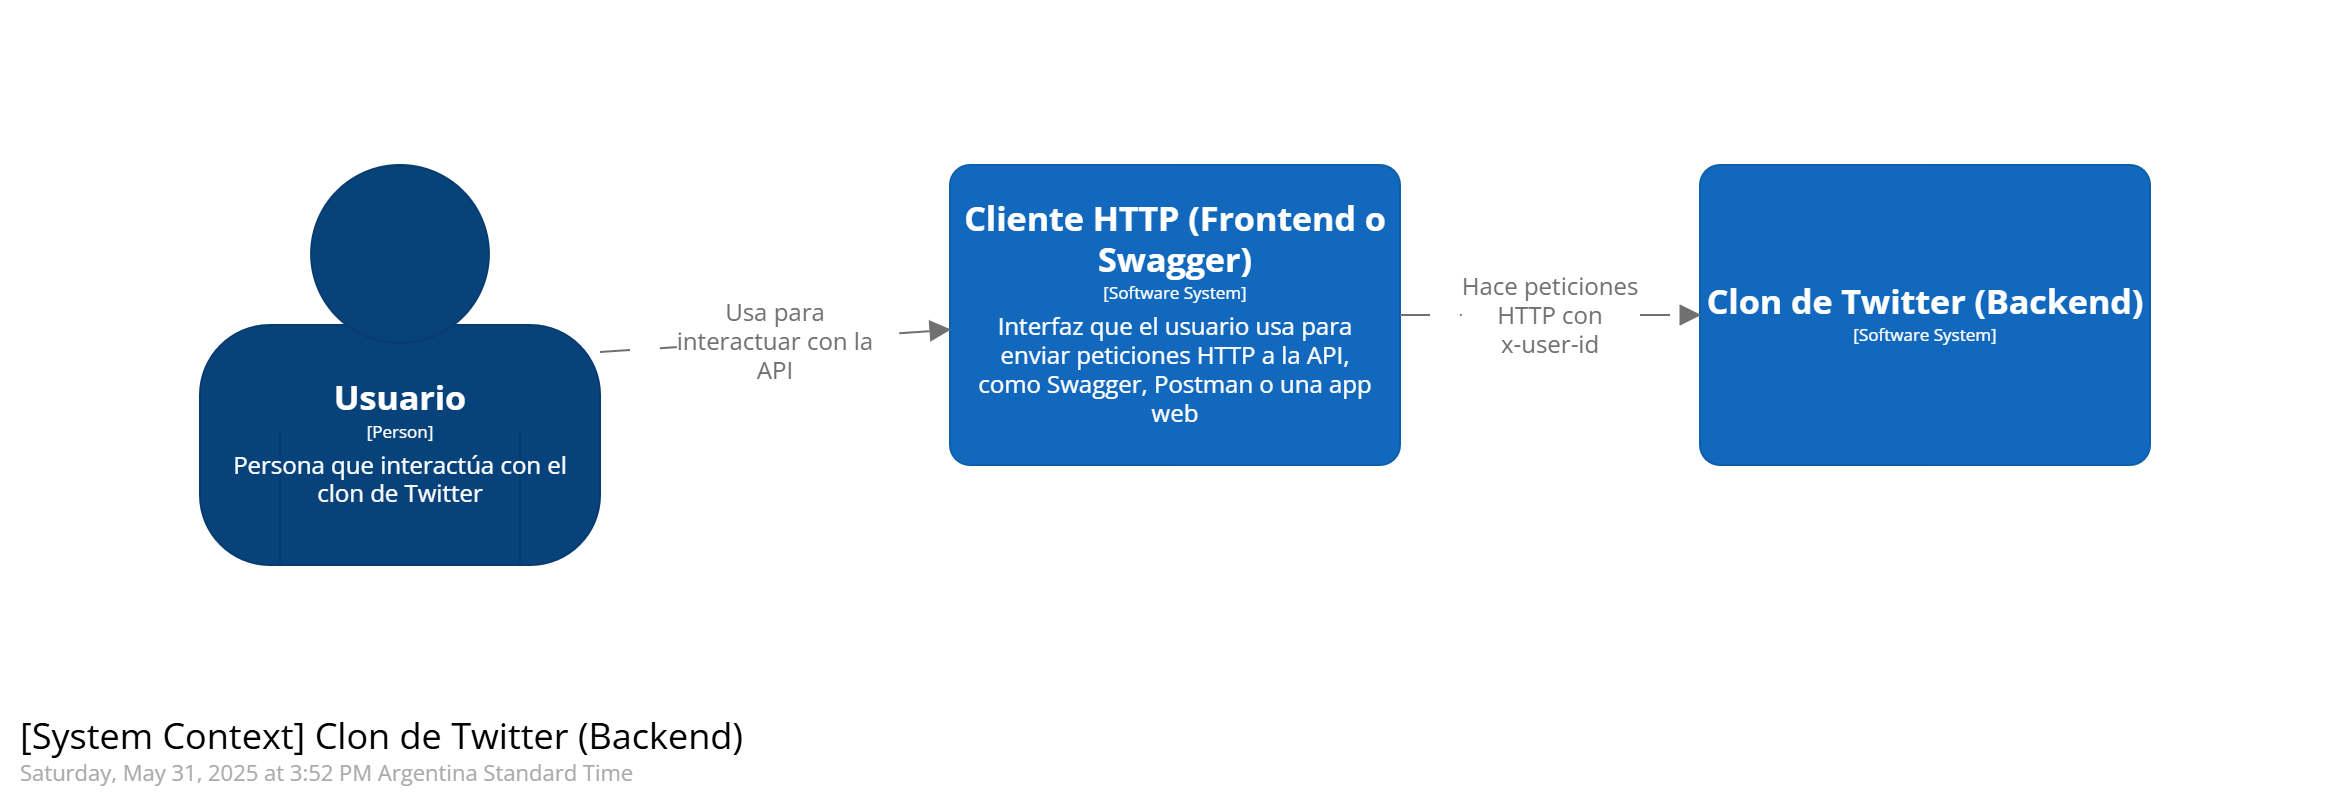 Usuario
[Person]
Persona que interactúa con el
clon de Twitter
Usa para
interactuar con la
API
Cliente HTTP (Frontend o
Swagger)
[Software System]
Interfaz que el usuario usa para
enviar peticiones HTTP a la API,
como Swagger, Postman o una app
web
Hace peticiones
HTTP con
x-user-id
Clon de Twitter (Backend)
[Software System]
[System Context] Clon de Twitter (Backend)
Saturday, May 31, 2025 at 3:52 PM Argentina Standard Time